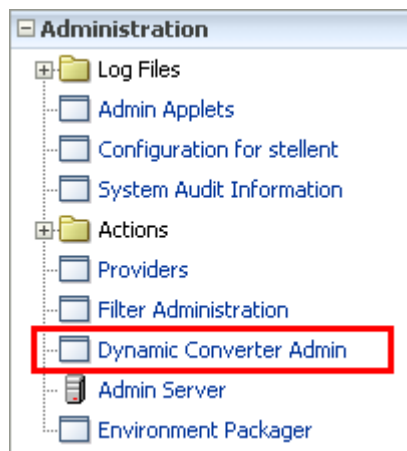 Administration
Log Files
Admin Applets
Configuration for stellent
System Audit Information
Actions
Providers
Filter Administration
Dynamic Converter Admin
Admin Server
Environment Packager